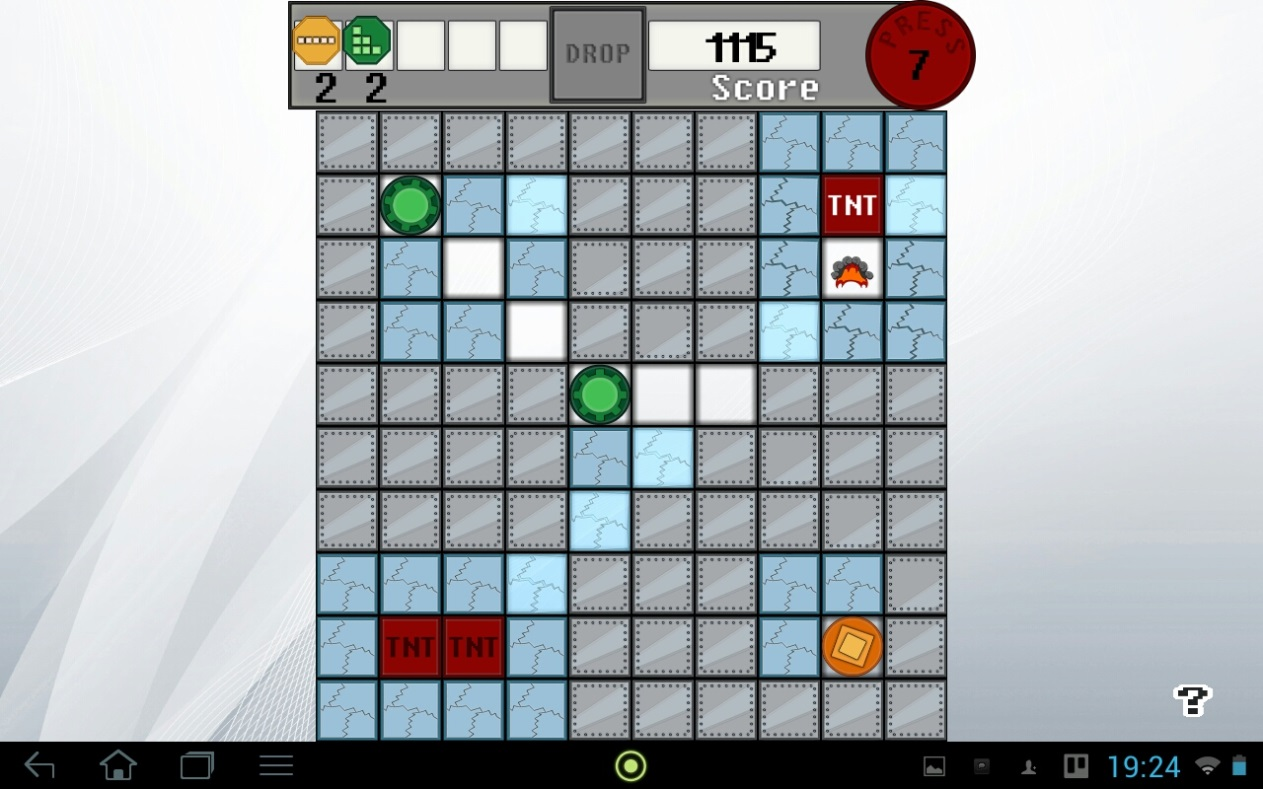 DROP
1115
PRESS
7
2 2
Score
TNT
TNT TNT
?
19:24